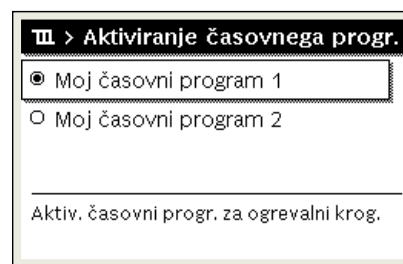 > Aktiviranje časovnega progr.
Moj časovni program 1
Moj časovni program 2
Aktiv. časovni progr. za ogrevalni krog.